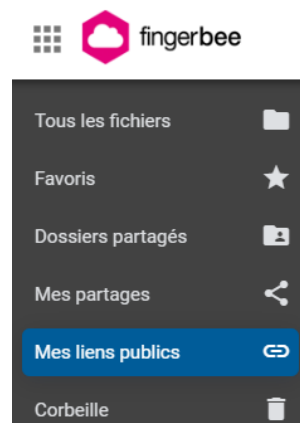 fingerbee
Tous les fichiers
Favoris
Dossiers partagés
Mes partages
Mes liens publics
Corbeille